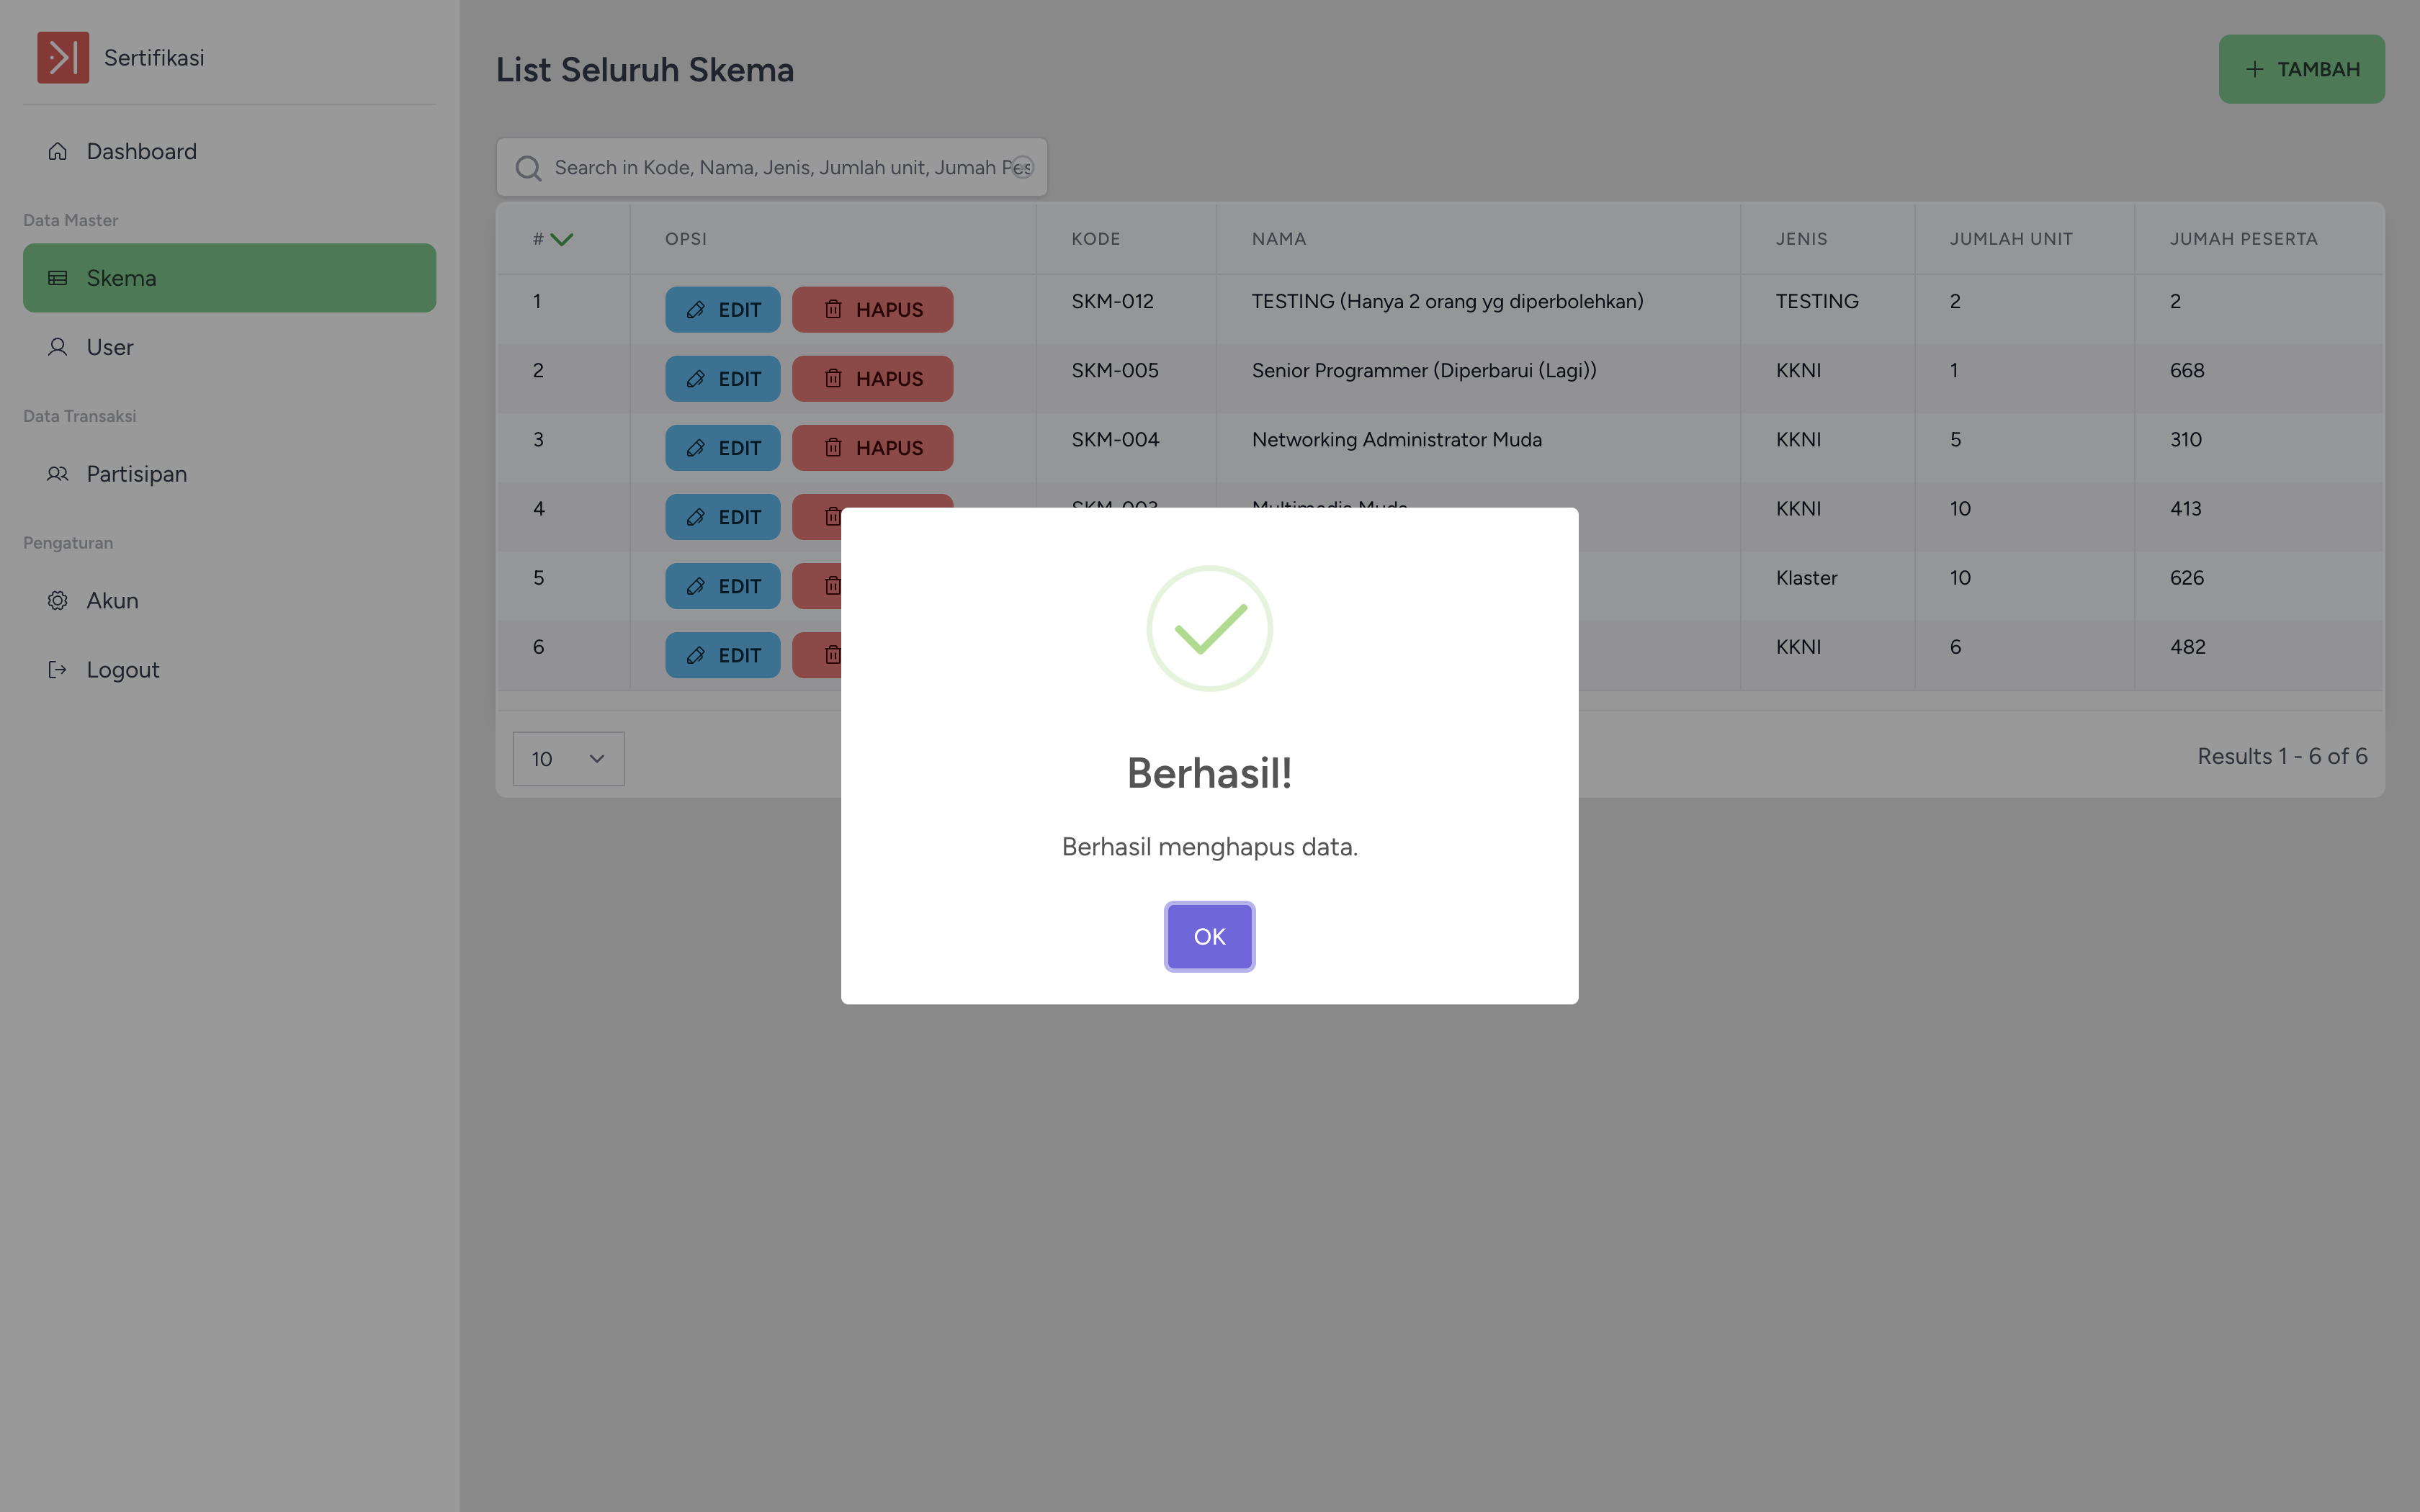 Sertifikasi
Dashboard
Data Master
Skema
User
Data Transaksi
Partisipan
Pengaturan
Akun
Logout
List Seluruh Skema
TAMBAH
Search in Kode, Nama, Jenis, Jumlah unit, Jumah Pes
# OPSI KODE NAMA JENIS JUMLAH UNIT JUMAH PESERTA
1 EDIT HAPUS SKM-012 TESTING (Hanya 2 orang yg diperbolehkan) TESTING 2 2
2 EDIT HAPUS SKM-005 Senior Programmer (Diperbarui (Lagi)) KKNI 1 668
3 EDIT HAPUS SKM-004 Networking Administrator Muda KKNI 5 310
4 EDIT SKM-003 Multimedia Muda KKNI 10 413
5 EDIT Klaster 10 626
6 EDIT KKNI 6 482
10
Results 1 - 6 of 6
Berhasil!
Berhasil menghapus data.
OK